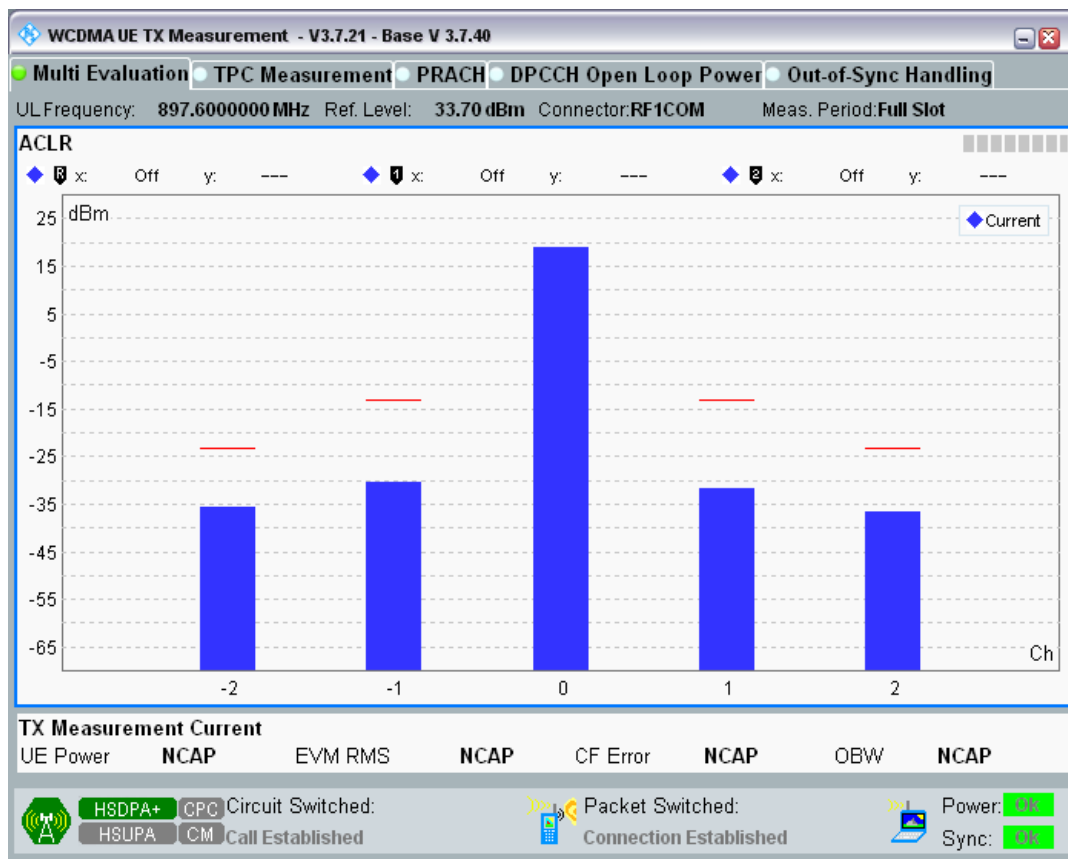 WCDMA UE TX Measurement - V3.7.21 - Base V 3.7.40
Multi Evaluation TPC Measurement PRACH DPCCH Open Loop Power Out-of-Sync Handling
UL Frequency: 897.6000000 MHz Ref. Level: 33.70 dBm Connector:RF1COM Meas. Period:Full Slot
ACLR
R x: Off y: --- 1 x: Off y: --- 2 x: Off y: ---
dBm
Current
25
15
5
-5
-15
-25
-35
-45
-55
-65
Ch
-2 -1 0 1 2
TX Measurement Current
UE Power NCAP EVM RMS NCAP CF Error NCAP OBW NCAP
HSDPA+ CPC Circuit Switched: Packet Switched: Power: OK
HSUPA CM Call Established Connection Established Sync: OK